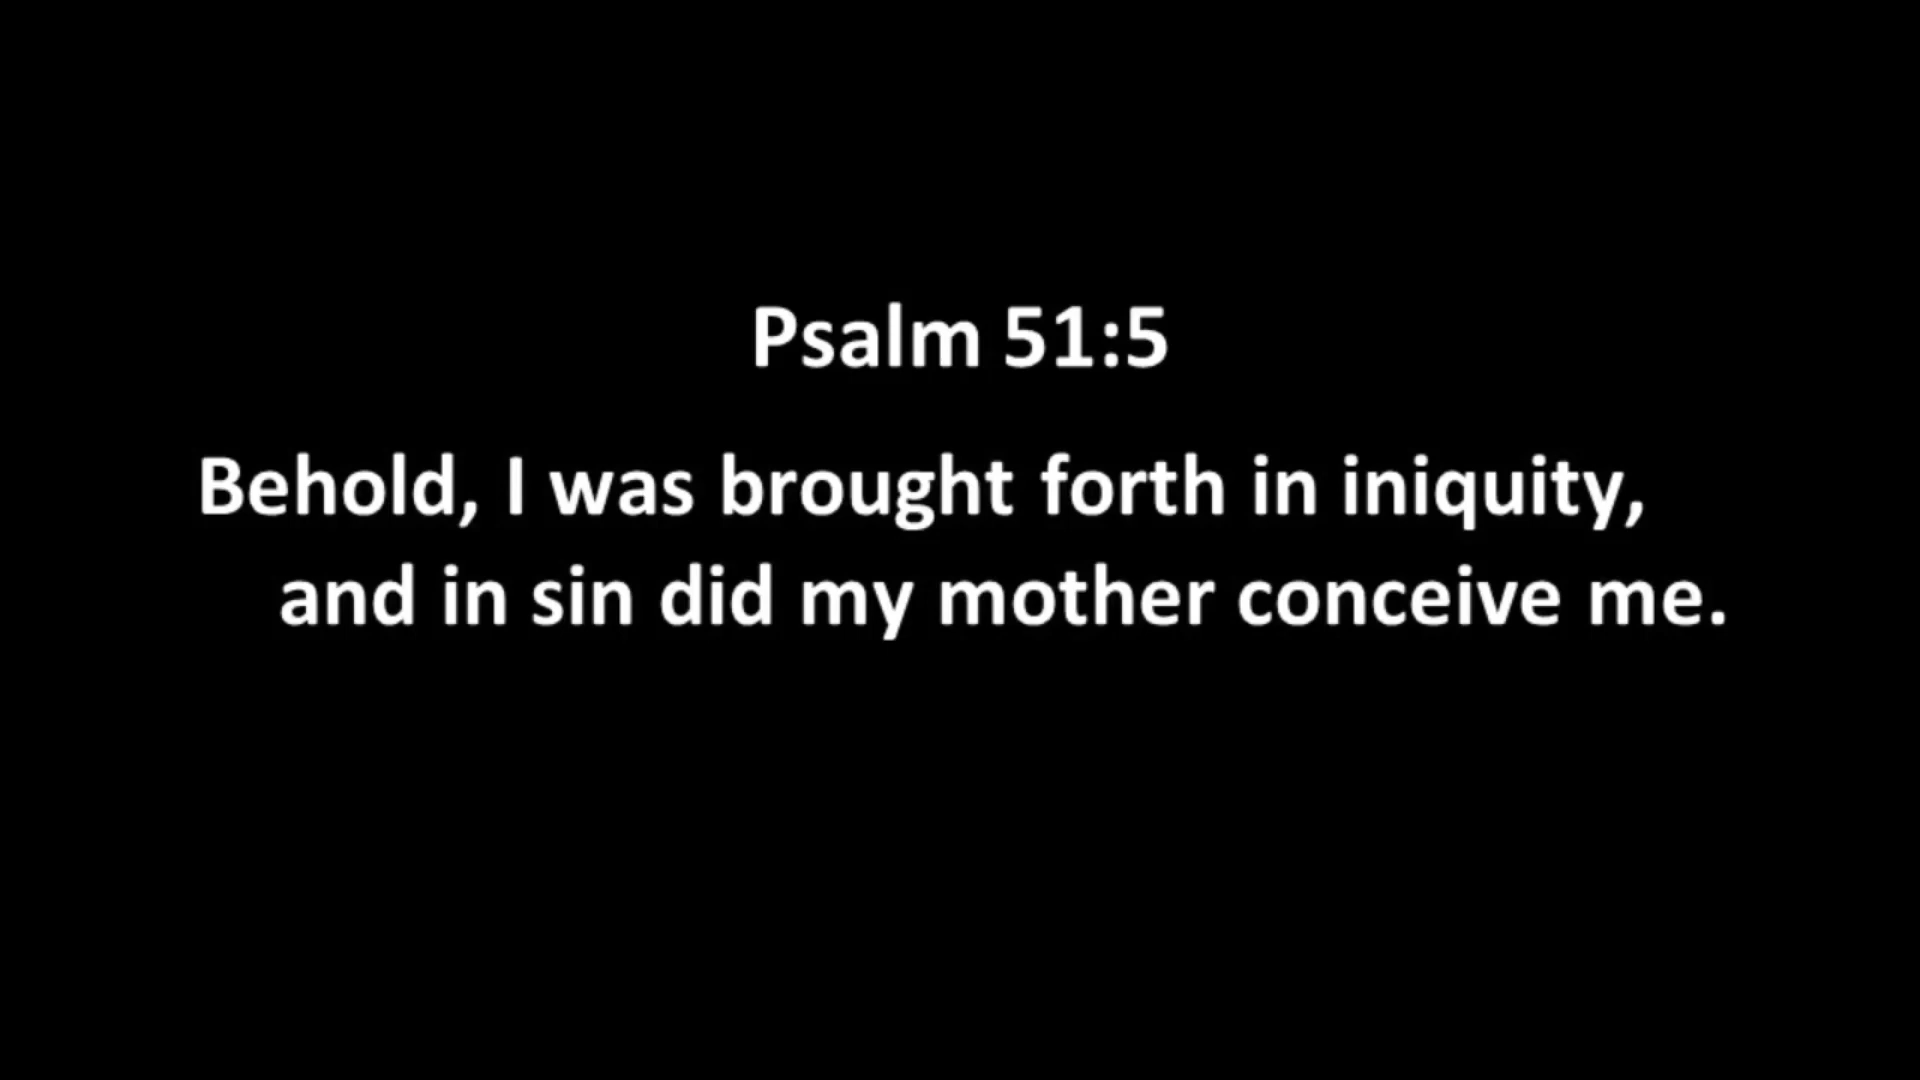 Psalm 51:5
Behold, I was brought forth in iniquity,
and in sin did my mother conceive me.